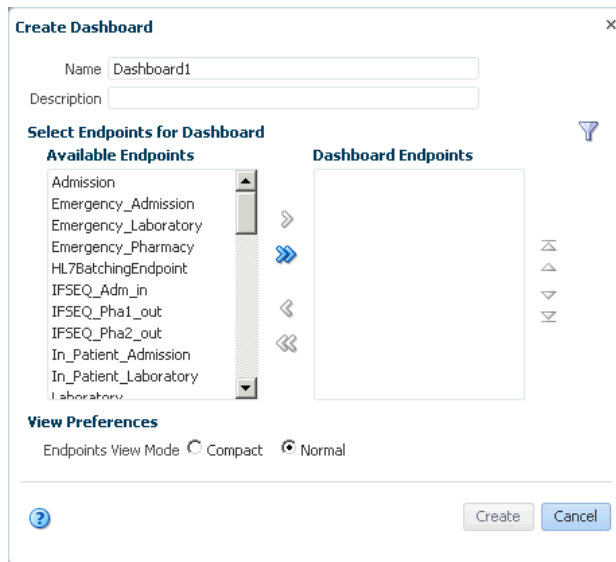 Create Dashboard
Name Dashboard1
Description
Select Endpoints for Dashboard
Available Endpoints
Dashboard Endpoints
Admission
Emergency_Admission
Emergency_Laboratory
Emergency_Pharmacy
HL7BatchingEndpoint
IFSEQ_Adm_in
IFSEQ_Pha1_out
IFSEQ_Pha2_out
In_Patient_Admission
In_Patient_Laboratory
Laboratory
View Preferences
Endpoints View Mode Compact Normal
Create Cancel